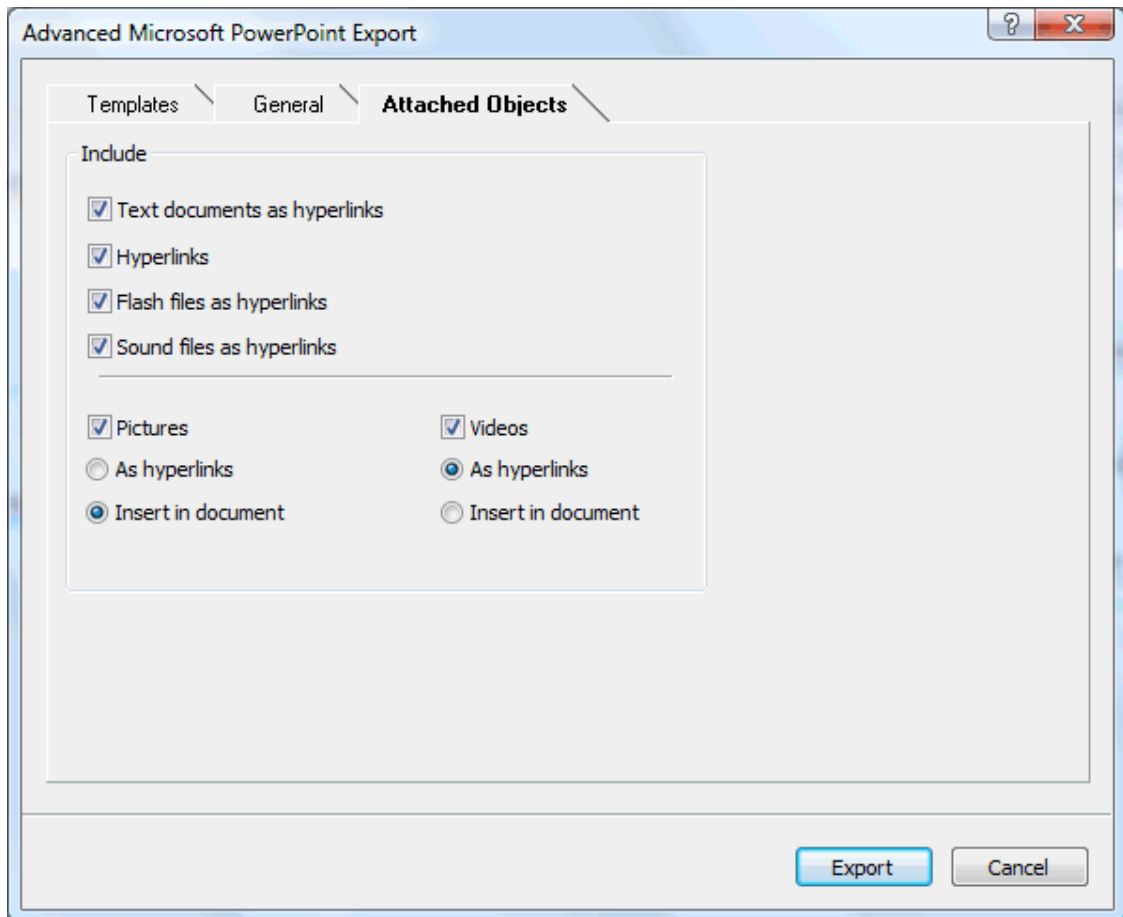 Advanced Microsoft PowerPoint Export
Templates General Attached Objects
Include
Text documents as hyperlinks
Hyperlinks
Flash files as hyperlinks
Sound files as hyperlinks
Pictures Videos
As hyperlinks As hyperlinks
Insert in document Insert in document
Export Cancel